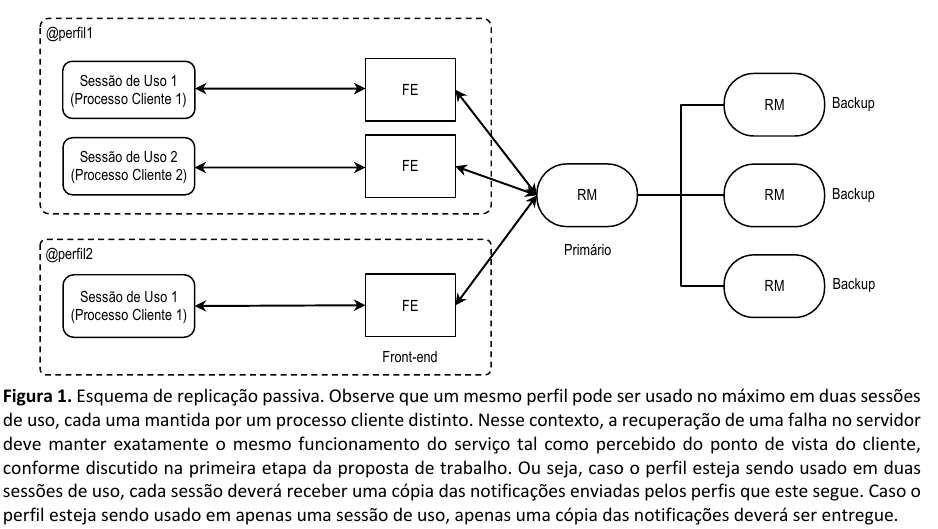 @perfil1
Sessão de Uso 1
(Processo Cliente 1)
FE
Sessão de Uso 2
(Processo Cliente 2)
FE
@perfil2
Sessão de Uso 1
(Processo Cliente 1)
FE
Front-end
RM
Primário
RM
Backup
RM
Backup
RM
Backup
Figura 1. Esquema de replicação passiva. Observe que um mesmo perfil pode ser usado no máximo em duas sessões
de uso, cada uma mantida por um processo cliente distinto. Nesse contexto, a recuperação de uma falha no servidor
deve manter exatamente o mesmo funcionamento do serviço tal como percebido do ponto de vista do cliente,
conforme discutido na primeira etapa da proposta de trabalho. Ou seja, caso o perfil esteja sendo usado em duas
sessões de uso, cada sessão deverá receber uma cópia das notificações enviadas pelos perfis que este segue. Caso o
perfil esteja sendo usado em apenas uma sessão de uso, apenas uma cópia das notificações deverá ser entregue.